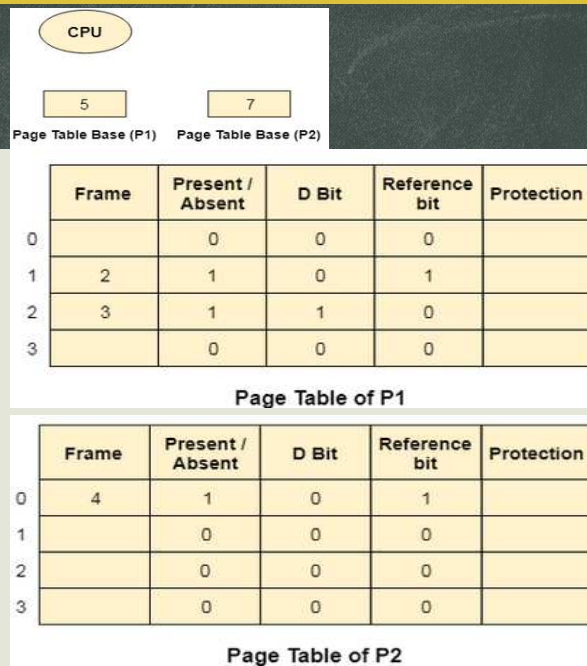 CPU
5 7
Page Table Base (P1) Page Table Base (P2)
Frame Present / Absent D Bit Reference bit Protection
0 0 0 0
1 2 1 0 1
2 3 1 1 0
3 0 0 0
Page Table of P1
Frame Present / Absent D Bit Reference bit Protection
0 4 1 0 1
1 0 0 0
2 0 0 0
3 0 0 0
Page Table of P2